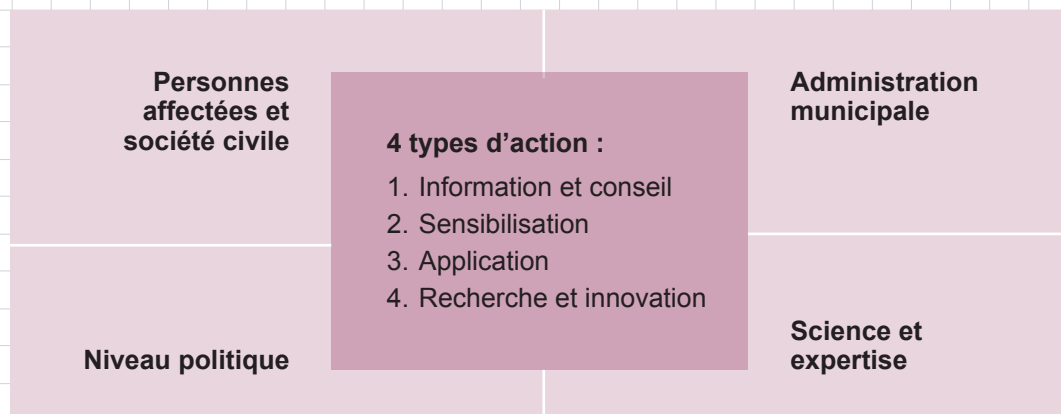 Personnes
affectées et
société civile
Administration
municipale
4 types d’action :
1. Information et conseil
2. Sensibilisation
3. Application
4. Recherche et innovation
Niveau politique
Science et
expertise